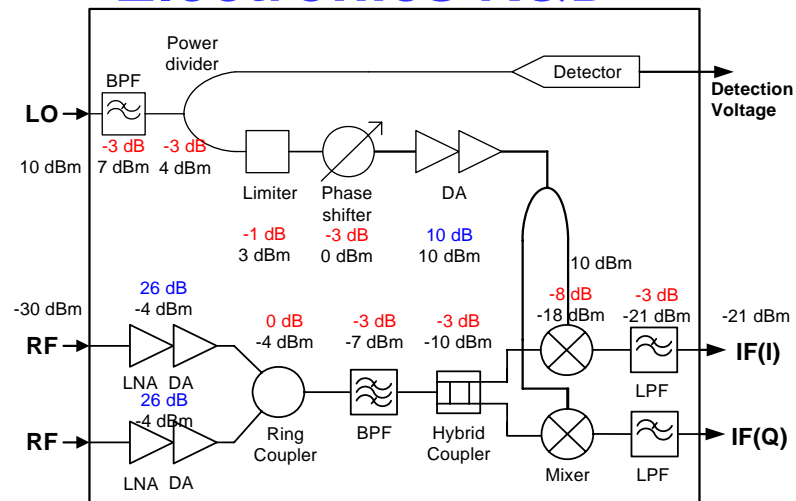 Power
divider
BPF
Detector
Detection
Voltage
LO
-3 dB
-3 dB
10 dBm
7 dBm
4 dBm
Limiter
Phase
shifter
DA
-1 dB
-3 dB
10 dB
3 dBm
0 dBm
10 dBm
10 dBm
26 dB
-8 dB
-3 dB
-30 dBm
-4 dBm
0 dB
-3 dB
-3 dB
-18 dBm
-21 dBm
-21 dBm
-4 dBm
-7 dBm
-10 dBm
RF
IF(I)
LNA
DA
LPF
26 dB
-4 dBm
RF
Ring
Coupler
BPF
Hybrid
Coupler
IF(Q)
LNA
DA
Mixer
LPF